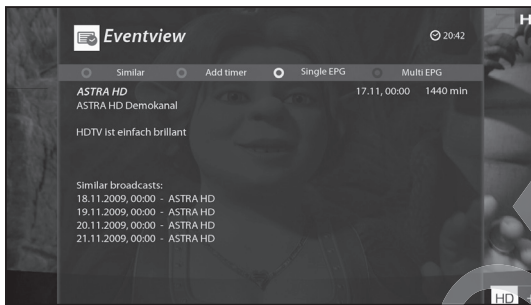 Eventview
20:42
Similar Add timer Single EPG Multi EPG
ASTRA HD 17.11, 00:00 1440 min
ASTRA HD Demokanal
HDTV ist einfach brillant
Similar broadcasts:
18.11.2009, 00:00 - ASTRA HD
19.11.2009, 00:00 - ASTRA HD
20.11.2009, 00:00 - ASTRA HD
21.11.2009, 00:00 - ASTRA HD
HD